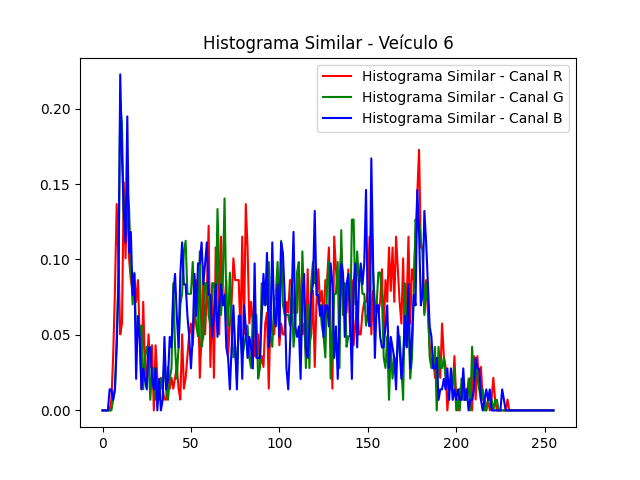 Histograma Similar - Veículo 6
Histograma Similar - Canal R
Histograma Similar - Canal G
Histograma Similar - Canal B
0.20
0.15
0.10
0.05
0.00
0 50 100 150 200 250